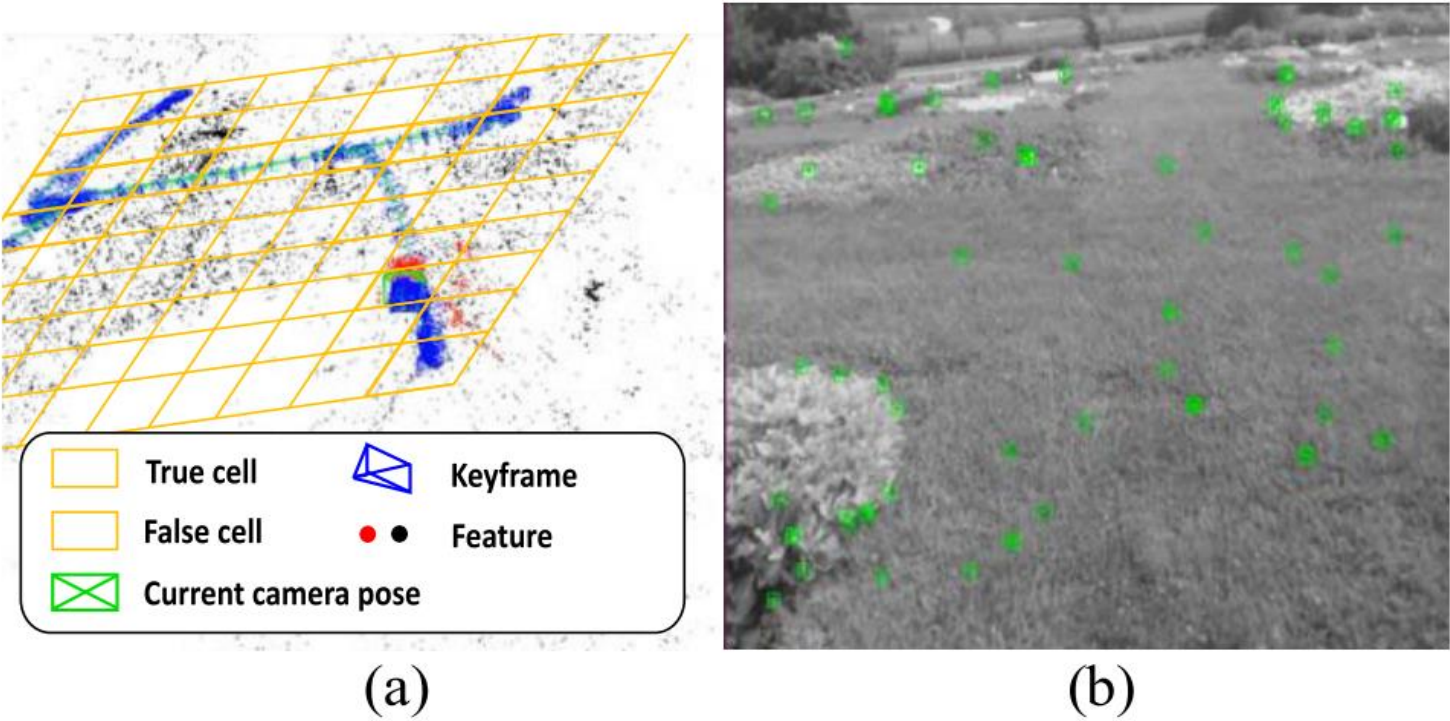 True cell
Keyframe
False cell
Feature
Current camera pose
(a)
(b)